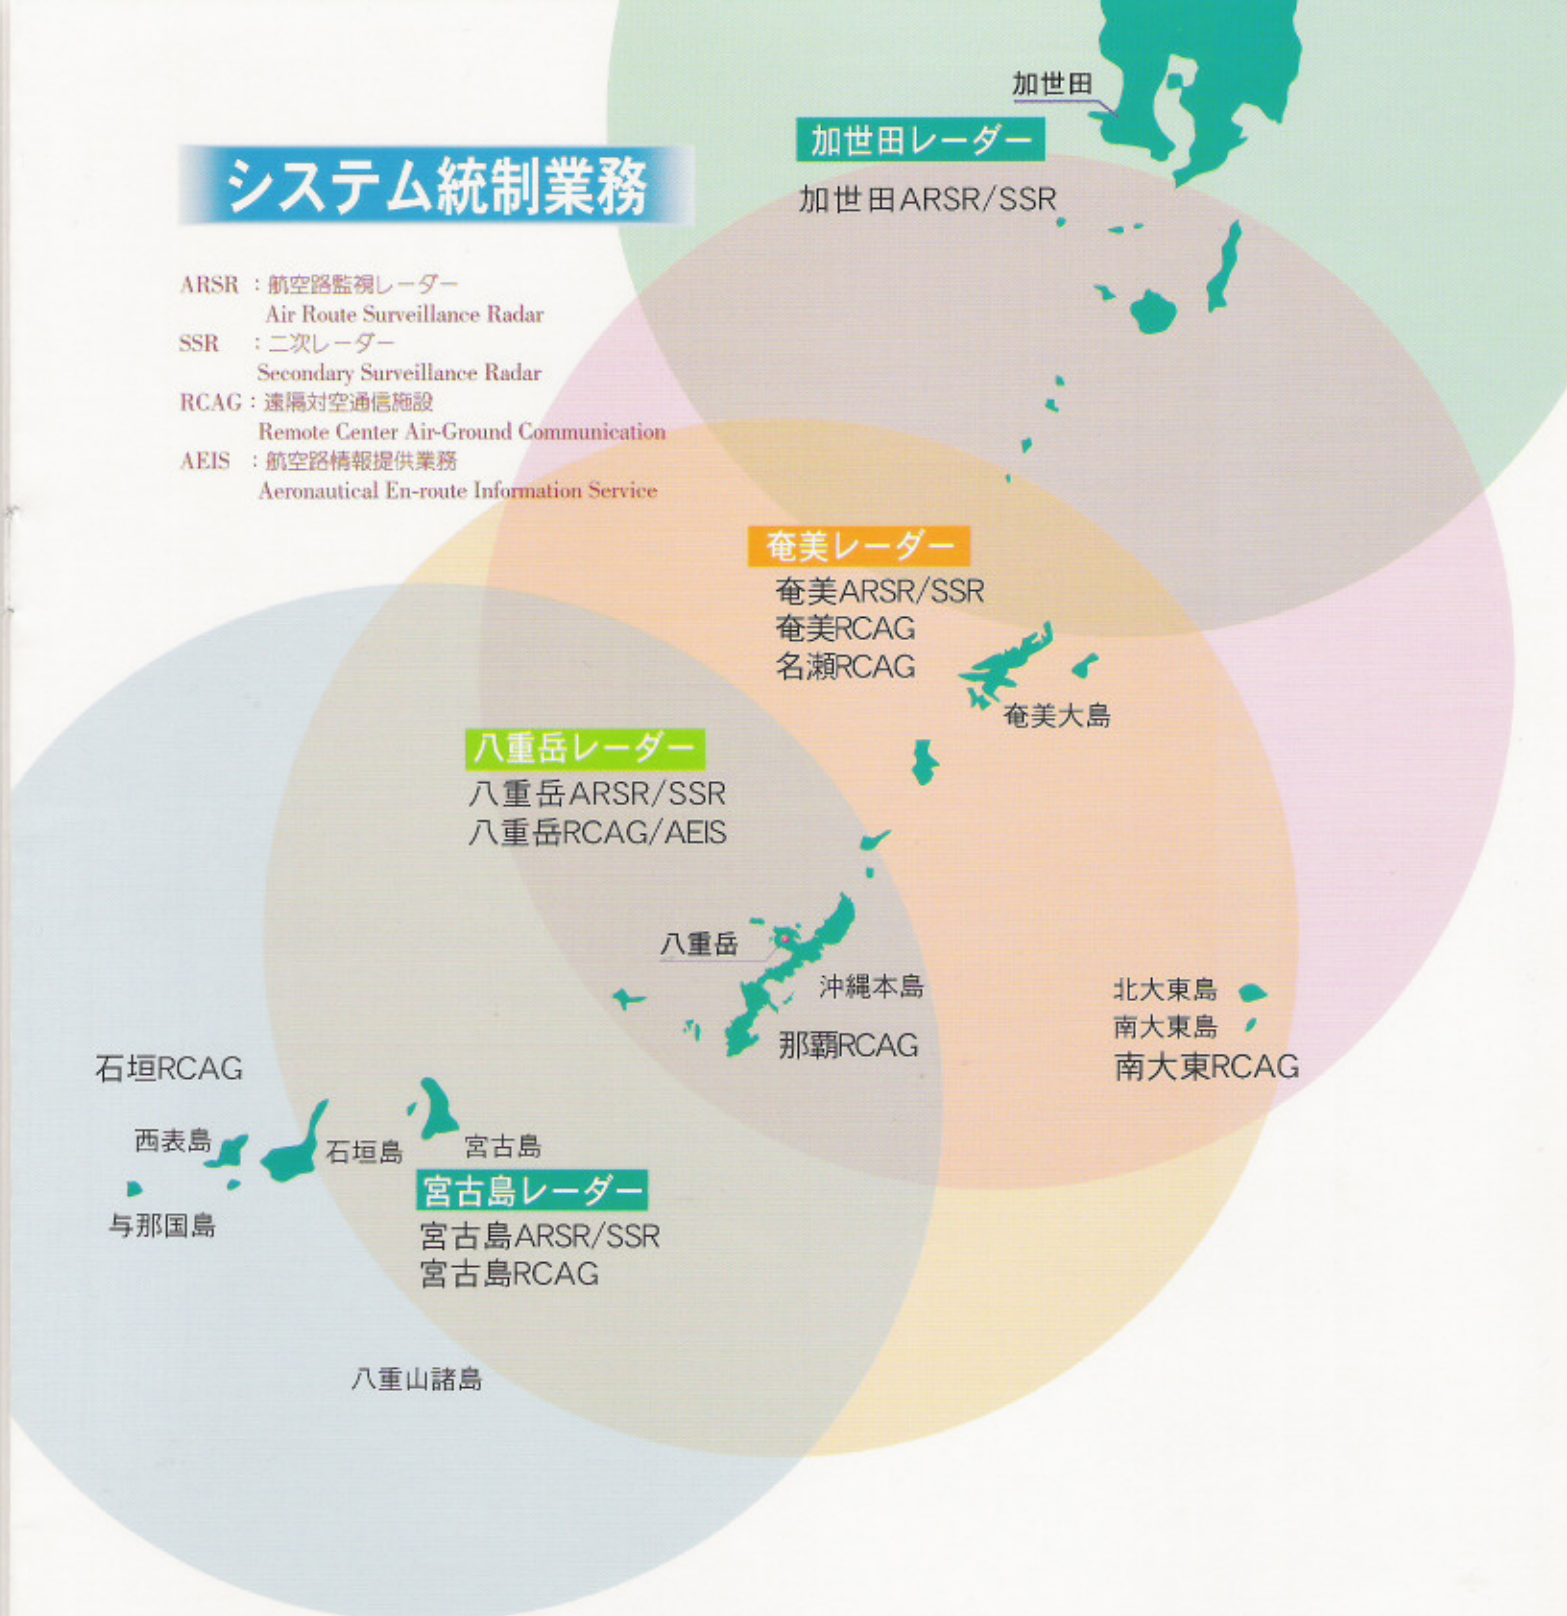 加世田
加世田レーダー
加世田ARSR/SSR
システム統制業務
ARSR : 航空路監視レーダー
Air Route Surveillance Radar
SSR : 二次レーダー
Secondary Surveillance Radar
RCAG : 遠隔対空通信施設
Remote Center Air-Ground Communication
AEIS : 航空路情報提供業務
Aeronautical En-route Information Service
奄美レーダー
奄美ARSR/SSR
奄美RCAG
名瀬RCAG
奄美大島
八重岳レーダー
八重岳ARSR/SSR
八重岳RCAG/AEIS
八重岳
沖縄本島
那覇RCAG
北大東島
南大東島
南大東RCAG
石垣RCAG
西表島
石垣島
宮古島
与那国島
宮古島レーダー
宮古島ARSR/SSR
宮古島RCAG
八重山諸島